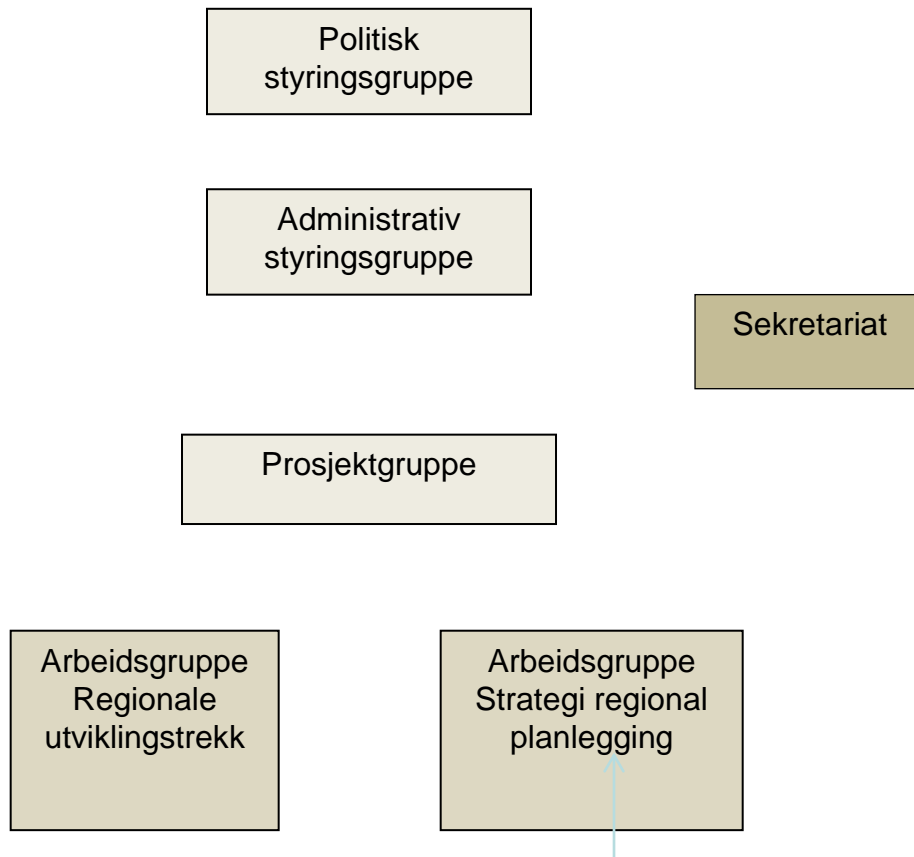 Politisk
styringsgruppe
Administrativ
styringsgruppe
Sekretariat
Prosjektgruppe
Arbeidsgruppe
Regionale
utviklingstrekk
Arbeidsgruppe
Strategi regional
planlegging